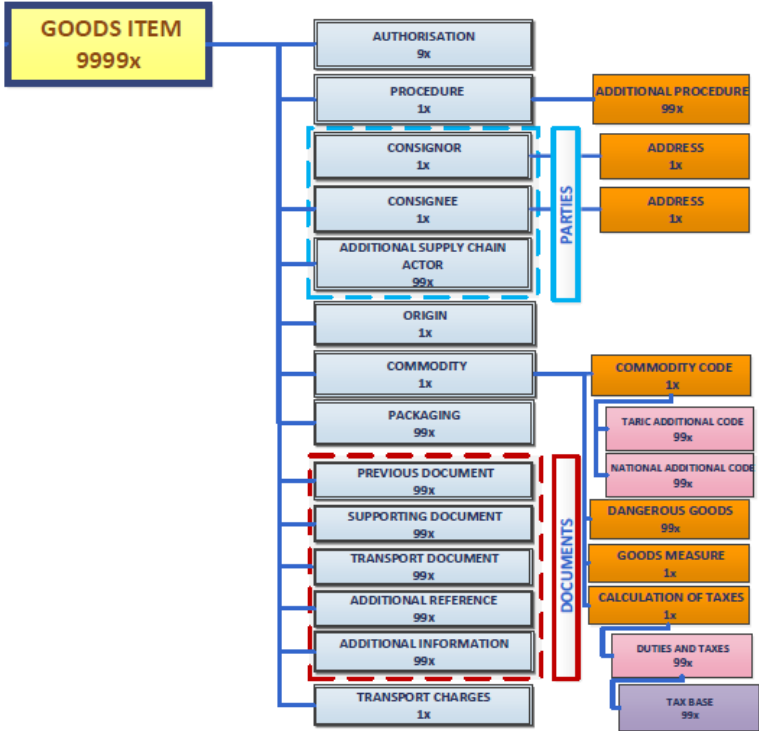 GOODS ITEM
9999x
AUTHORISATION
9x
PROCEDURE
1x
ADDITIONAL PROCEDURE
99x
CONSIGNOR
1x
ADDRESS
1x
CONSIGNEE
1x
ADDRESS
1x
ADDITIONAL SUPPLY CHAIN
ACTOR
99x
PARTIES
ORIGIN
1x
COMMODITY
1x
COMMODITY CODE
1x
TARIC ADDITIONAL CODE
99x
NATIONAL ADDITIONAL CODE
99x
DANGEROUS GOODS
99x
GOODS MEASURE
1x
CALCULATION OF TAXES
1x
DUTIES AND TAXES
99x
TAX BASE
99x
PACKAGING
99x
PREVIOUS DOCUMENT
99x
SUPPORTING DOCUMENT
99x
TRANSPORT DOCUMENT
99x
ADDITIONAL REFERENCE
99x
ADDITIONAL INFORMATION
99x
DOCUMENTS
TRANSPORT CHARGES
1x